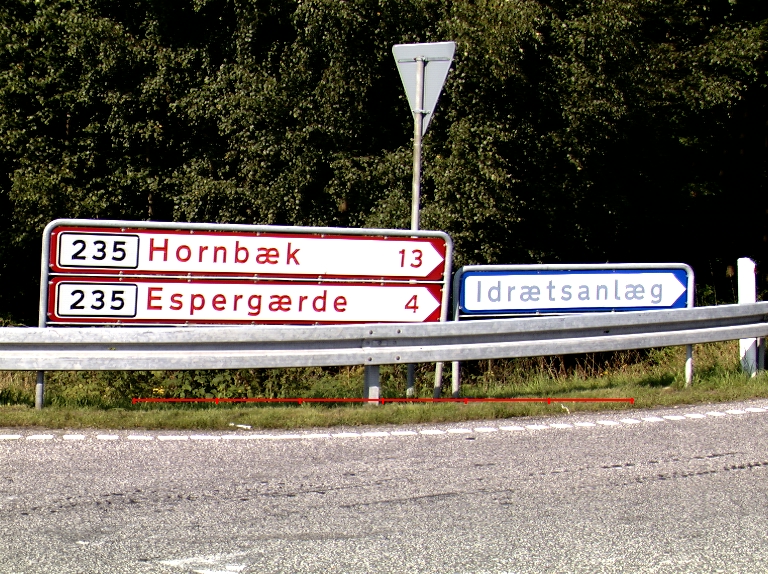 235 Hornbæk 13
235 Espergærde 4
Idrætsanlæg